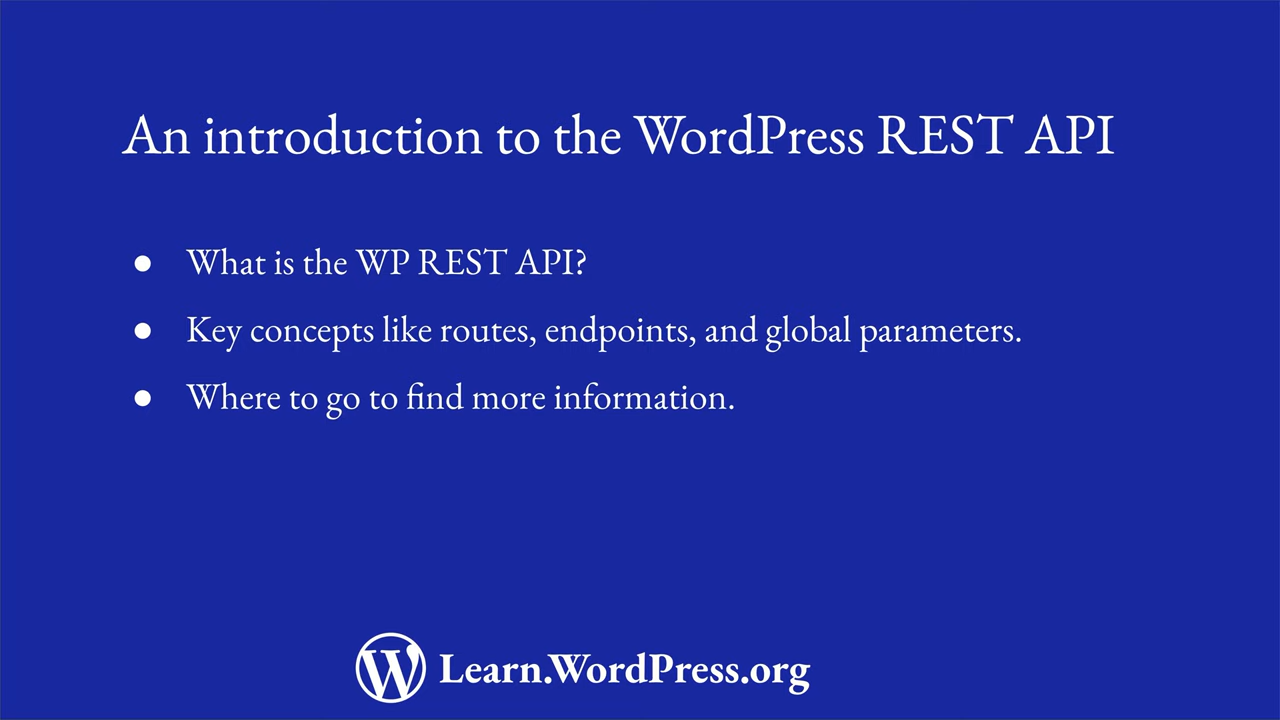 An introduction to the WordPress REST API
● What is the WP REST API?
● Key concepts like routes, endpoints, and global parameters.
● Where to go to find more information.
Learn.WordPress.org